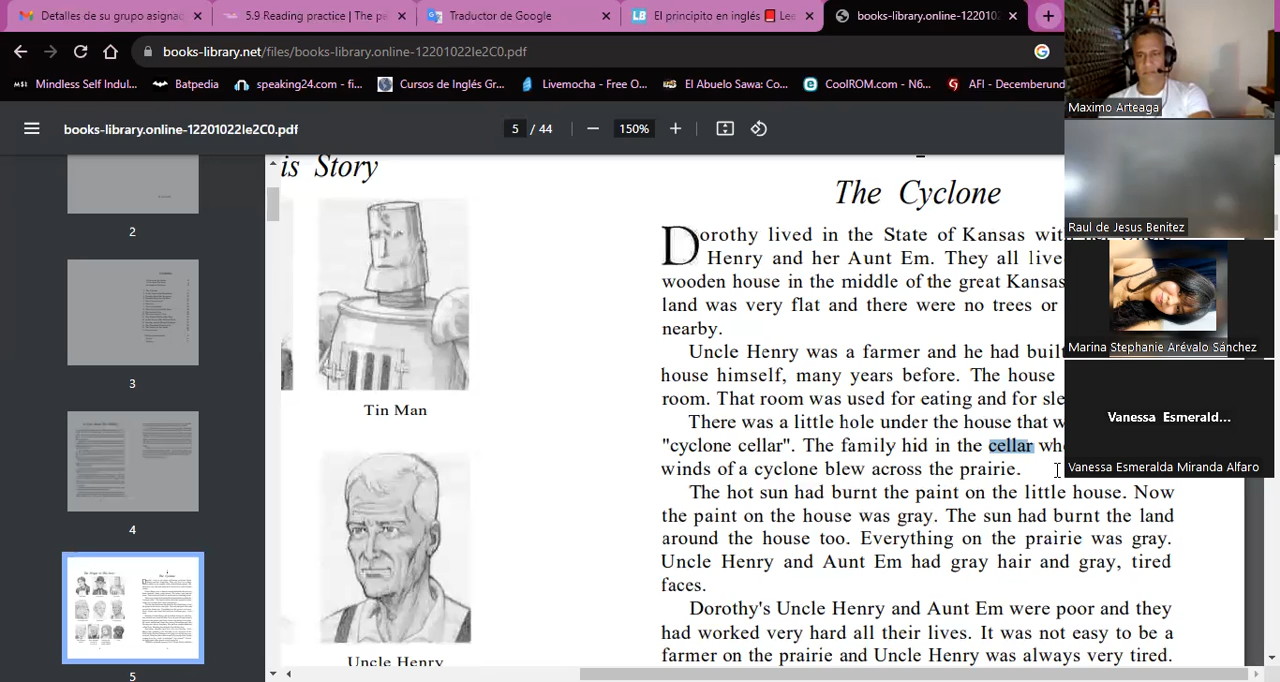 Detalles de su grupo asignac
5.9 Reading practice | The pa
Traductor de Google
El principito en inglés Lee
books-library.online-1220102
books-library.net/files/books-library.online-12201022Ie2C0.pdf
Mindless Self Indul...
Batpedia
speaking24.com - fi...
Cursos de Inglés Gr...
Livemocha - Free O...
El Abuelo Sawa: Co...
CoolROM.com - N6...
AFI - Decemberund
books-library.online-12201022Ie2C0.pdf
5 / 44
150%
2
3
4
5
is Story
Tin Man
Uncle Henry
The Cyclone
Dorothy lived in the State of Kansas with
Henry and her Aunt Em. They all live
wooden house in the middle of the great Kansas
land was very flat and there were no trees or
nearby.
Uncle Henry was a farmer and he had built
house himself, many years before. The house
room. That room was used for eating and for sle
There was a little hole under the house that w
"cyclone cellar". The family hid in the cellar whe
winds of a cyclone blew across the prairie.
The hot sun had burnt the paint on the little house. Now
the paint on the house was gray. The sun had burnt the land
around the house too. Everything on the prairie was gray.
Uncle Henry and Aunt Em had gray hair and gray, tired
faces.
Dorothy's Uncle Henry and Aunt Em were poor and they
had worked very hard all their lives. It was not easy to be a
farmer on the prairie and Uncle Henry was always very tired.
Maximo Arteaga
Raul de Jesus Benitez
Marina Stephanie Arévalo Sánchez
Vanessa Esmerald...
Vanessa Esmeralda Miranda Alfaro